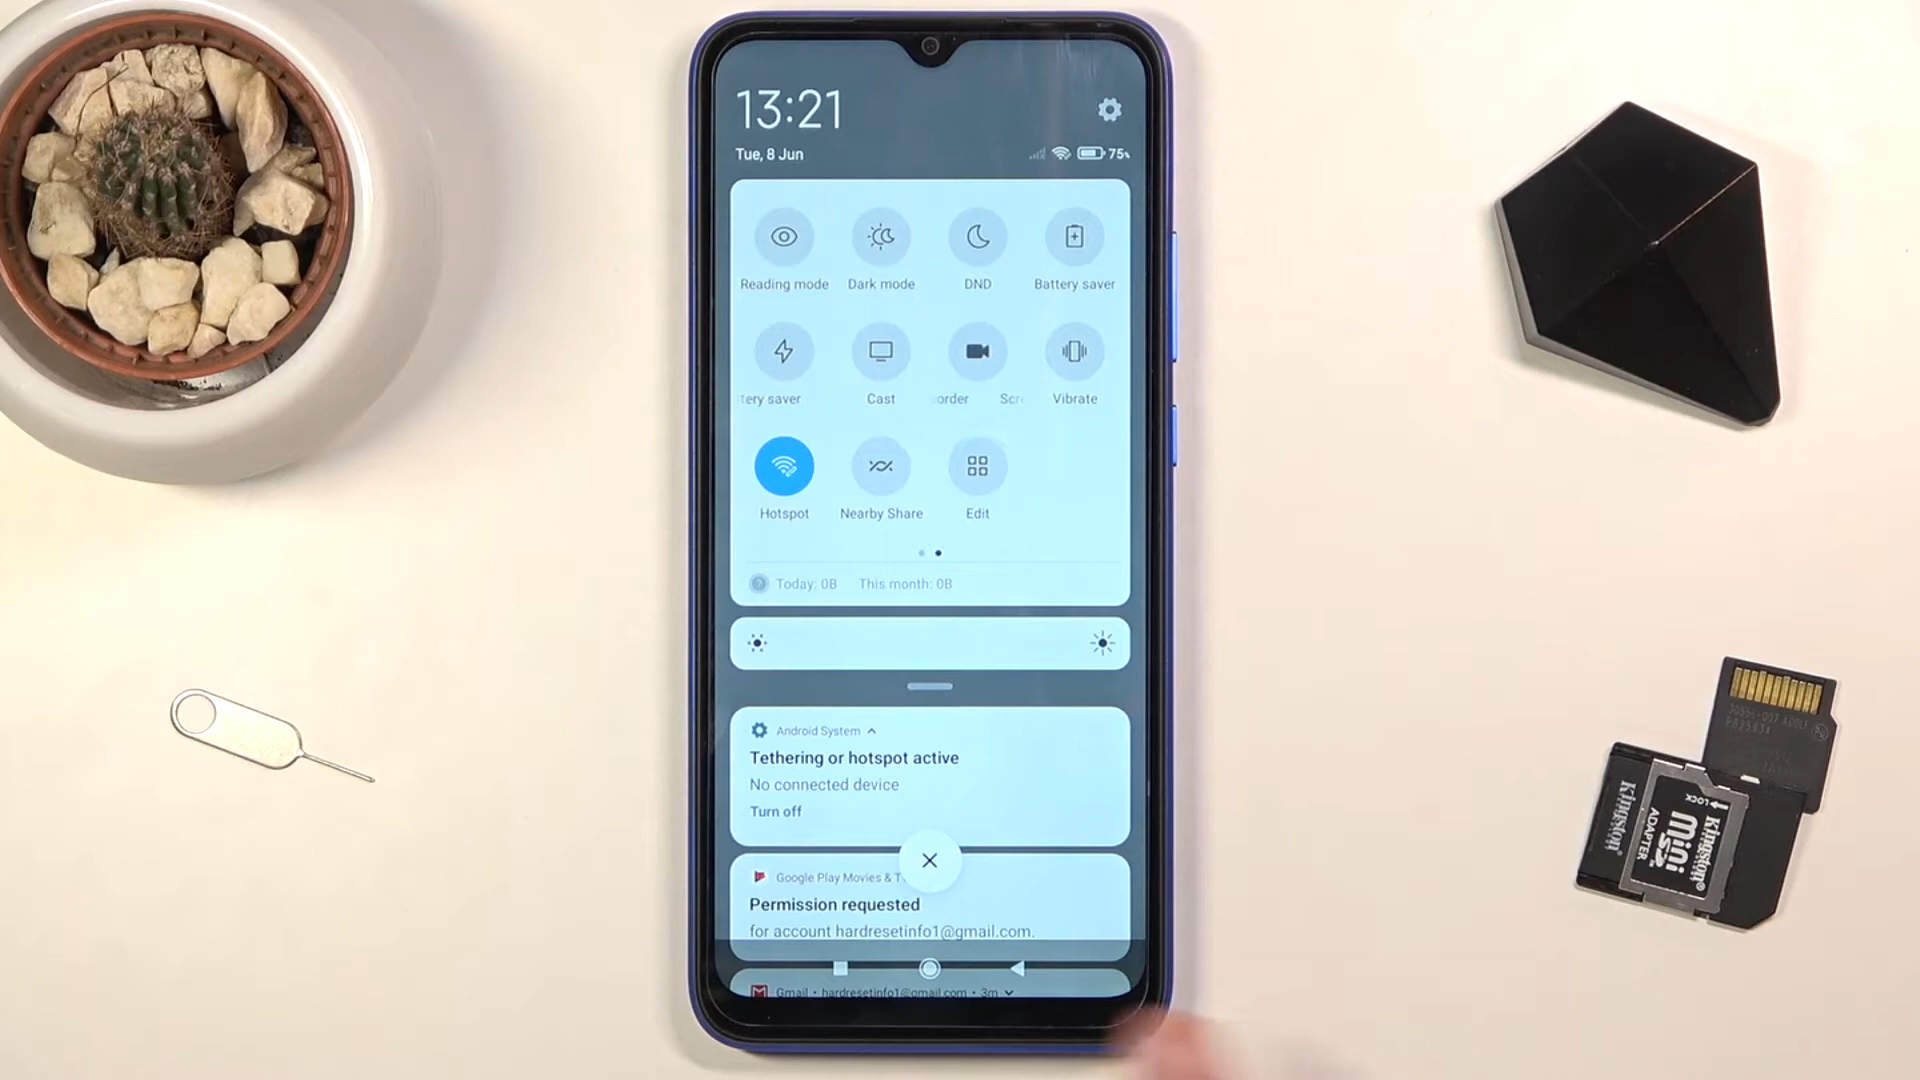 13:21
Tue, 8 Jun
75%
Reading mode
Dark mode
DND
Battery saver
tery saver
Cast
order
Scr
Vibrate
Hotspot
Nearby Share
Edit
Today: 0B
This month: 0B
Android System
Tethering or hotspot active
No connected device
Turn off
Google Play Movies & T
Permission requested
for account hardresetinfo1@gmail.com.
Gmail • hardresetinfo1@gmail.com • 3m
Kingston
ADAPTER
LOCK
mini
Kingston